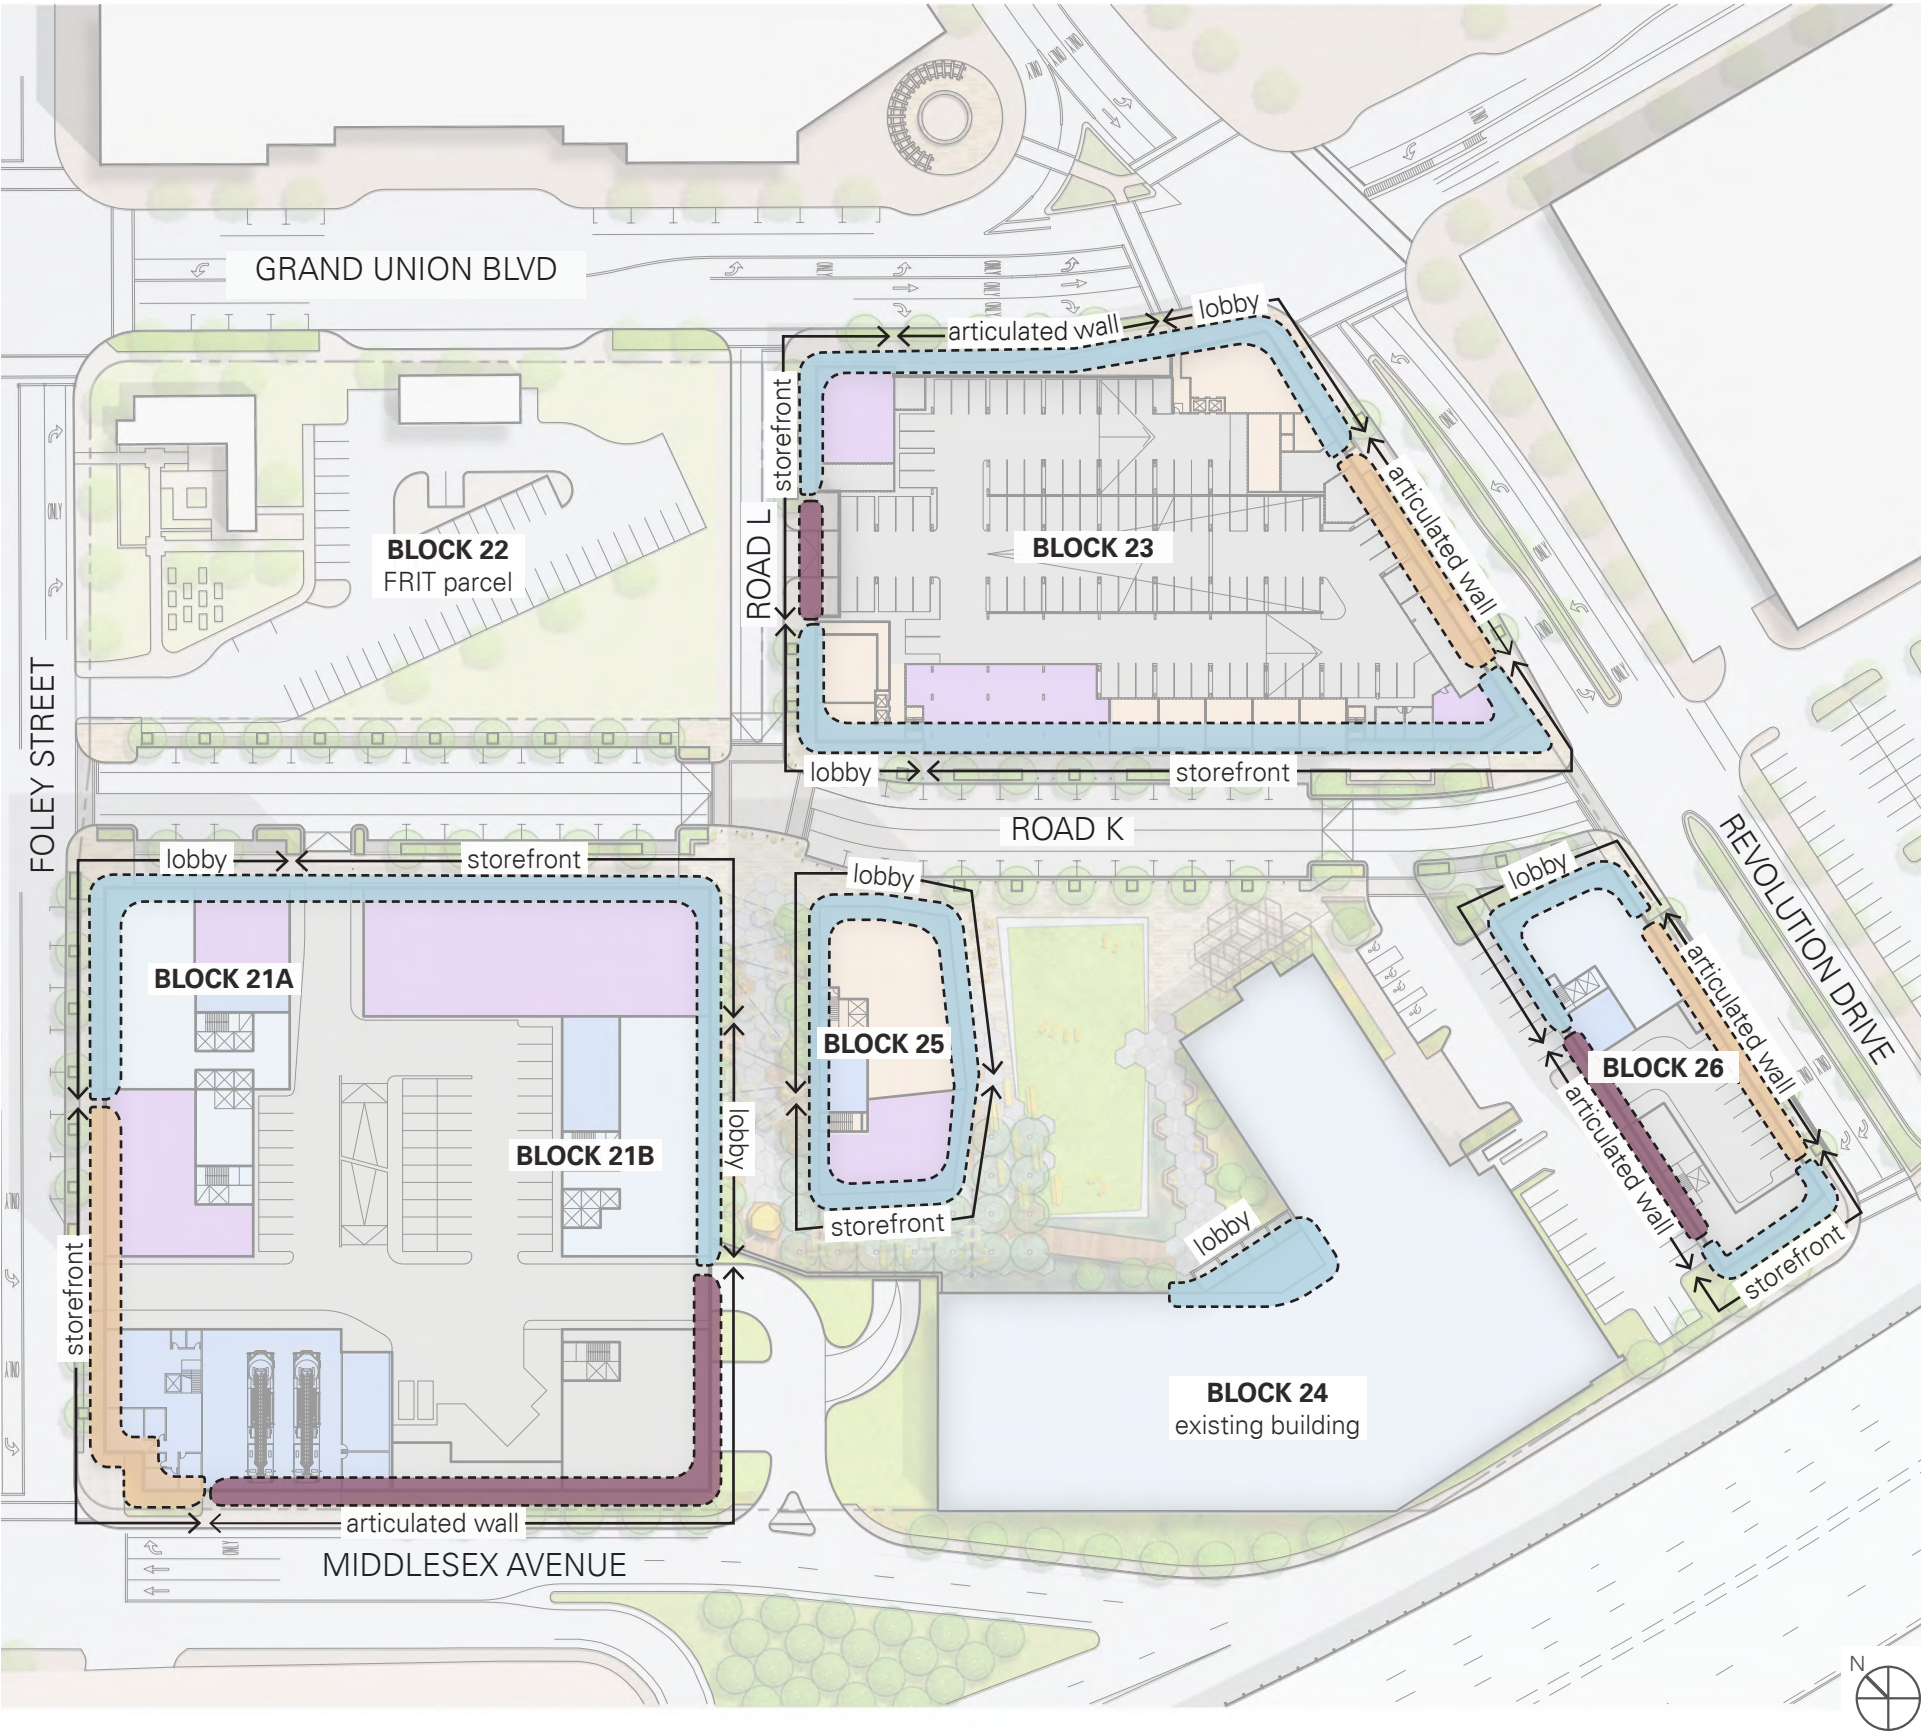 GRAND UNION BLVD
articulated wall
lobby
storefront
articulated wall
BLOCK 22
FRIT parcel
ROAD L
BLOCK 23
ONLY
lobby
storefront
FOLEY STREET
ROAD K
REVOLUTION DRIVE
lobby
storefront
lobby
lobby
articulated wall
BLOCK 21A
BLOCK 25
BLOCK 26
lobby
BLOCK 21B
articulated wall
storefront
lobby
storefront
storefront
BLOCK 24
existing building
articulated wall
MIDDLESEX AVENUE
ONLY
N